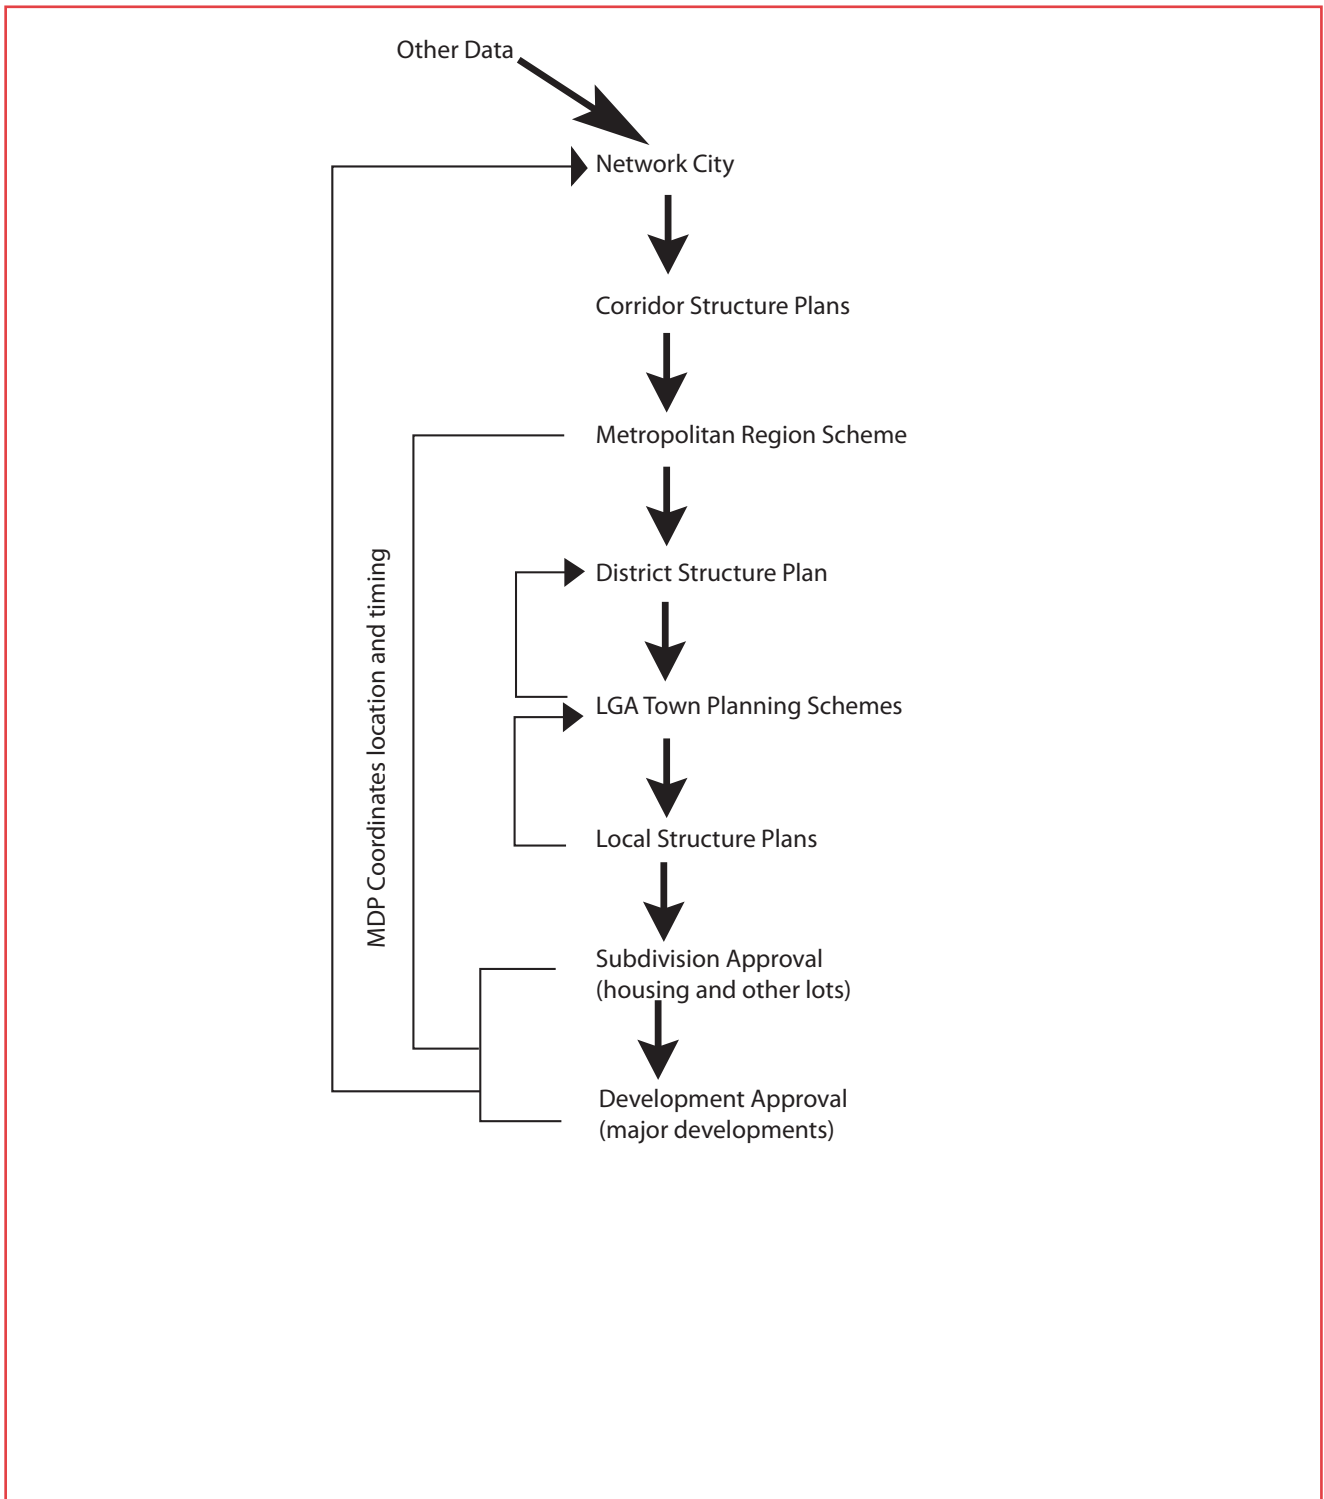 Other Data
Network City
Corridor Structure Plans
Metropolitan Region Scheme
District Structure Plan
MDP Coordinates location and timing
LGA Town Planning Schemes
Local Structure Plans
Subdivision Approval
(housing and other lots)
Development Approval
(major developments)